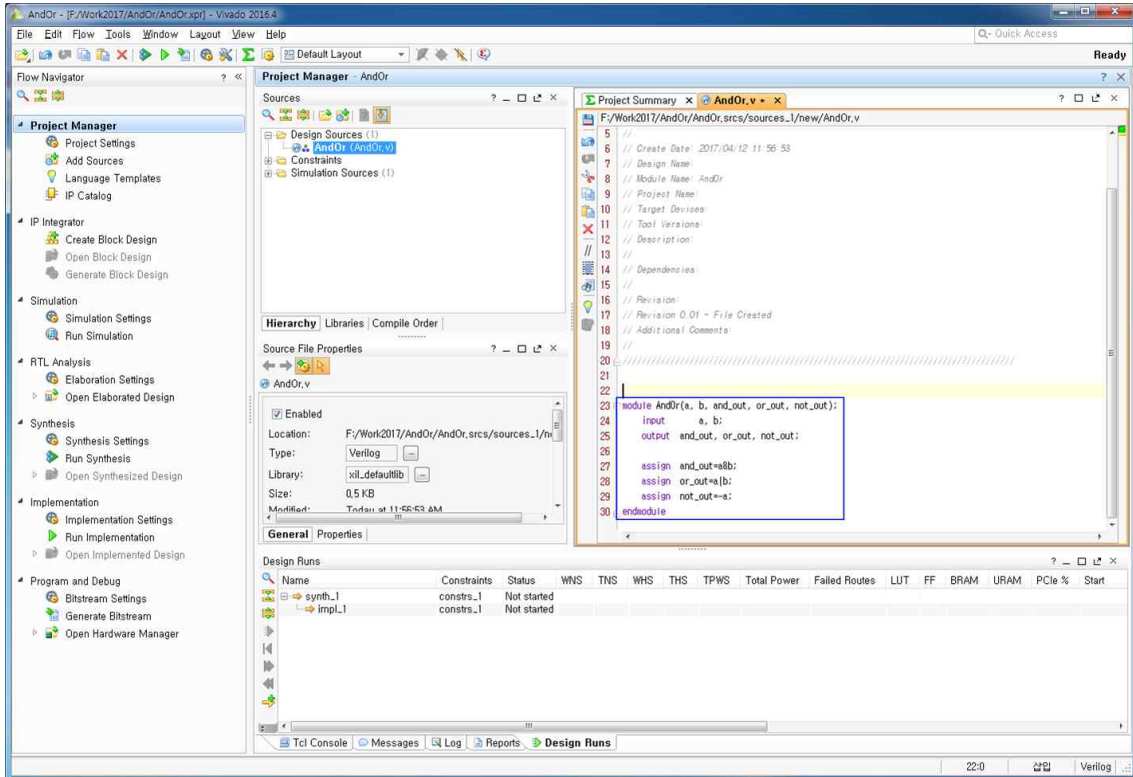 AndOr - [F:/Work2017/AndOr/AndOr.xpr] - Vivado 2016.4
File Edit Flow Tools Window Layout View Help
Quick Access
Default Layout
Ready
Flow Navigator
Project Manager
Project Settings
Add Sources
Language Templates
IP Catalog
IP Integrator
Create Block Design
Open Block Design
Generate Block Design
Simulation
Simulation Settings
Run Simulation
RTL Analysis
Elaboration Settings
Open Elaborated Design
Synthesis
Synthesis Settings
Run Synthesis
Open Synthesized Design
Implementation
Implementation Settings
Run Implementation
Open Implemented Design
Program and Debug
Bitstream Settings
Generate Bitstream
Open Hardware Manager
Project Manager - AndOr
Sources
Design Sources (1)
AndOr (AndOr.v)
Constraints
Simulation Sources (1)
Hierarchy Libraries Compile Order
Source File Properties
AndOr.v
Enabled
Location: F:/Work2017/AndOr/AndOr.srcs/sources_1/n
Type: Verilog
Library: xil_defaultlib
Size: 0.5 KB
Modified: Today at 11:56:53 AM
General Properties
Project Summary AndOr.v
F:/Work2017/AndOr/AndOr.srcs/sources_1/new/AndOr.v
5 //
6 // Create Date: 2017/04/12 11:56:53
7 // Design Name:
8 // Module Name: AndOr
9 // Project Name:
10 // Target Devices:
11 // Tool Versions:
12 // Description:
13 //
14 // Dependencies:
15 //
16 // Revision:
17 // Revision 0.01 - File Created
18 // Additional Comments:
19 //
20 //////////////////////////////////////////////////////////////////////////////////
21
22
23 module AndOr(a, b, and_out, or_out, not_out);
24 input a, b;
25 output and_out, or_out, not_out;
26
27 assign and_out=a&b;
28 assign or_out=a|b;
29 assign not_out=~a;
30 endmodule
Design Runs
Name Constraints Status WNS TNS WHS THS TPWS Total Power Failed Routes LUT FF BRAM URAM PCIe % Start
synth_1 constrs_1 Not started
impl_1 constrs_1 Not started
Tcl Console Messages Log Reports Design Runs
22:0 삽입 Verilog